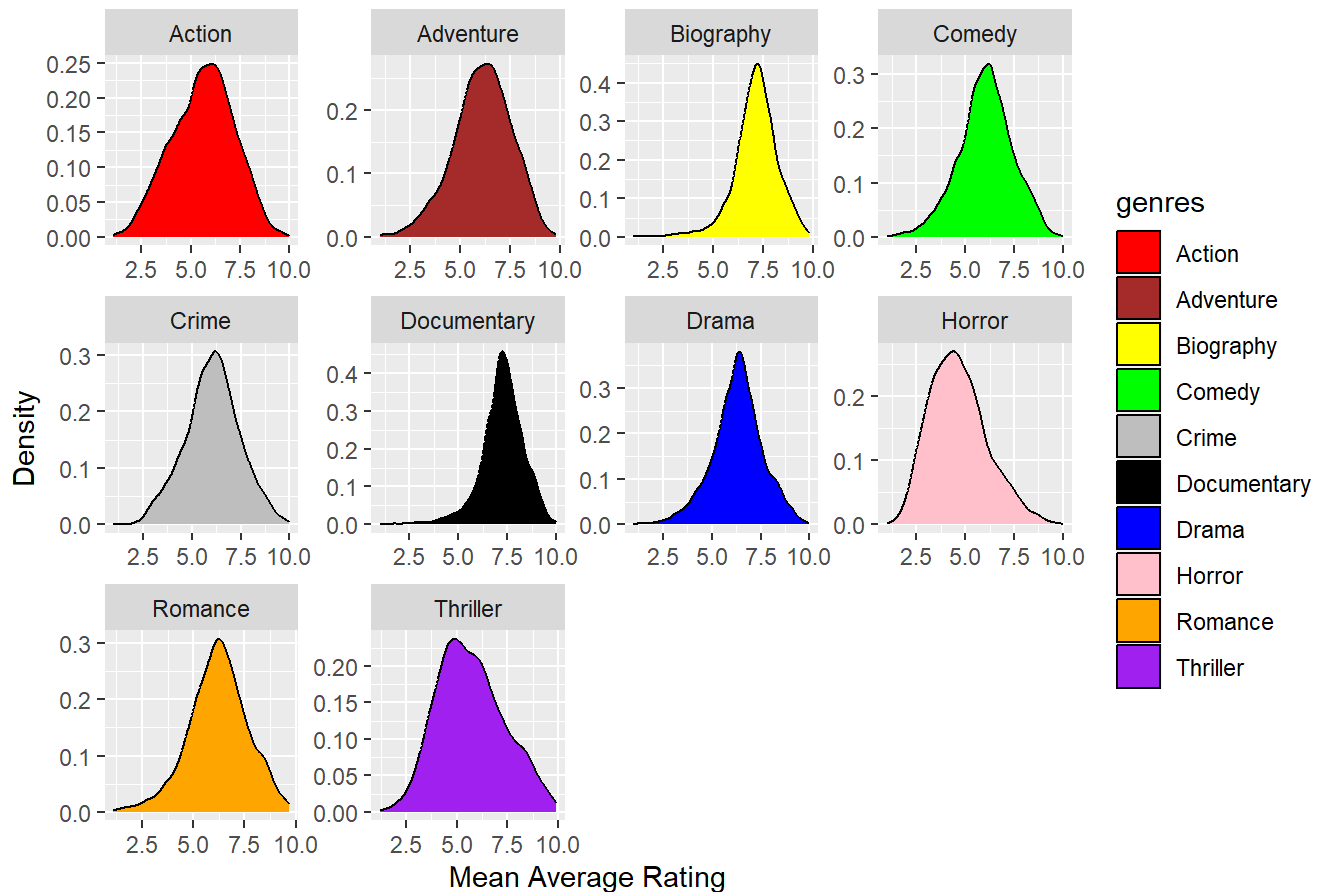 Action Adventure Biography Comedy
0.25 0.20 0.15 0.10 0.05 0.00
0.2 0.1 0.0
0.4 0.3 0.2 0.1 0.0
0.3 0.2 0.1 0.0
2.5 5.0 7.5 10.0 2.5 5.0 7.5 10.0 2.5 5.0 7.5 10.0 2.5 5.0 7.5 10.0
Crime Documentary Drama Horror
0.3 0.2 0.1 0.0
0.4 0.3 0.2 0.1 0.0
0.3 0.2 0.1 0.0
0.2 0.1 0.0
2.5 5.0 7.5 10.0 2.5 5.0 7.5 10.0 2.5 5.0 7.5 10.0 2.5 5.0 7.5 10.0
Romance Thriller
0.3 0.2 0.1 0.0
0.20 0.15 0.10 0.05 0.00
2.5 5.0 7.5 10.0 2.5 5.0 7.5 10.0
Density
Mean Average Rating
genres
Action
Adventure
Biography
Comedy
Crime
Documentary
Drama
Horror
Romance
Thriller